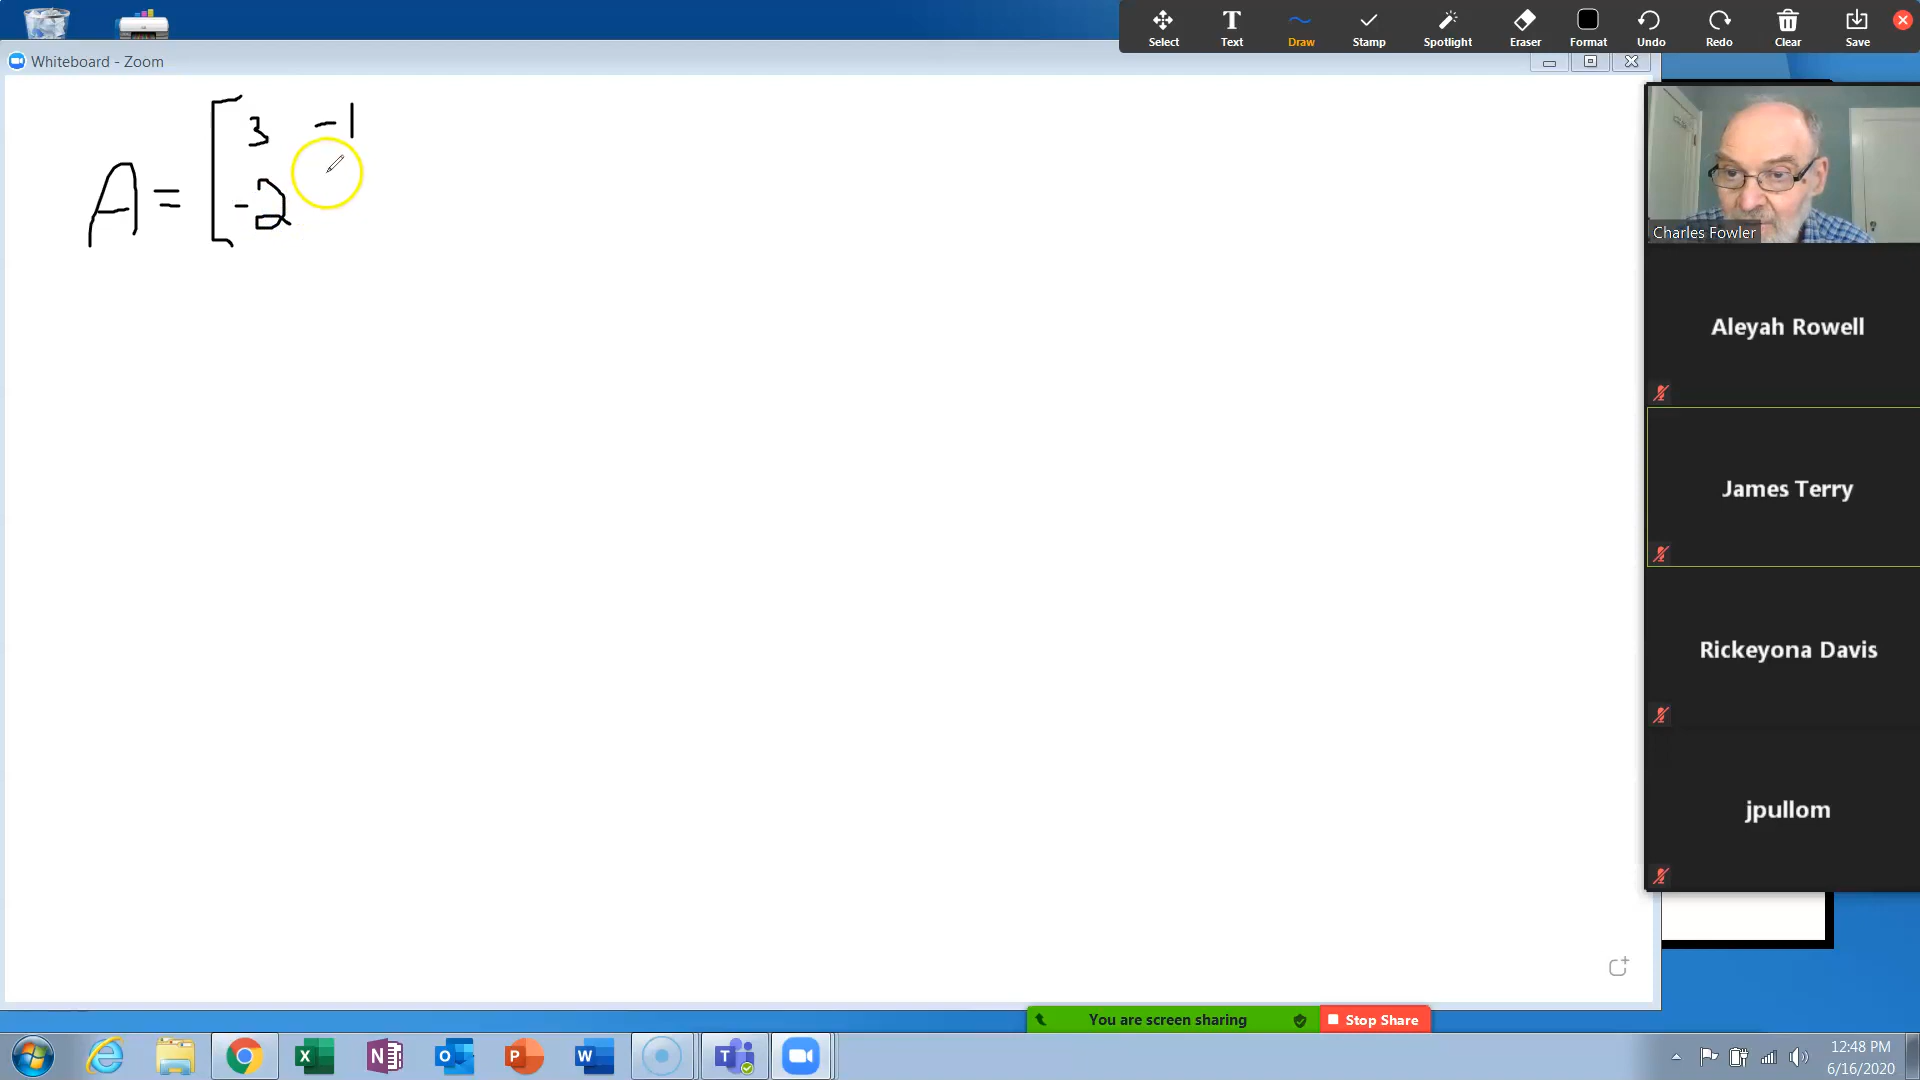 Select Text Draw Stamp Spotlight Eraser Format Undo Redo Clear Save
Whiteboard - Zoom
3 -1
A = [
-2
Charles Fowler
Aleyah Rowell
James Terry
Rickeyona Davis
jpullom
You are screen sharing Stop Share
12:48 PM
6/16/2020